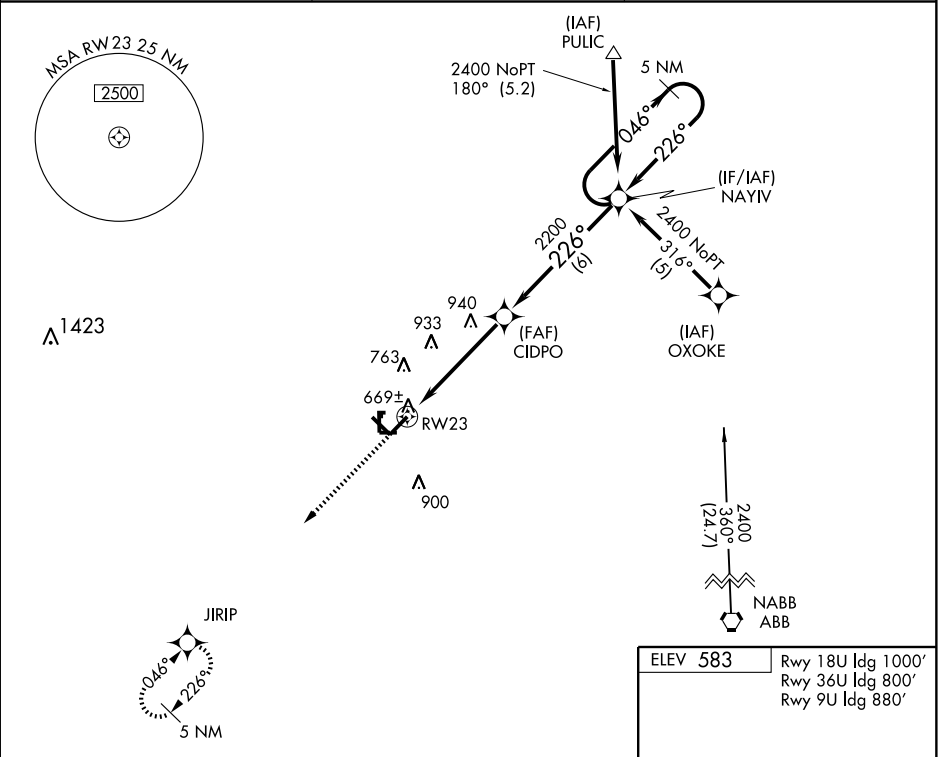 MSA RW23 25 NM
2500
(IAF)
PULIC
2400 NoPT
180° (5.2)
5 NM
046°
226°
(IF/IAF)
NAYIV
2400 NoPT
316°
(5)
2200
226°
(6)
(IAF)
OXOKE
1423
940
933
(FAF)
CIDPO
763
669±
RW23
900
2400
360°
(24.7)
NABB
ABB
JIRIP
046°
226°
5 NM
ELEV 583
Rwy 18U ldg 1000'
Rwy 36U ldg 800'
Rwy 9U ldg 880'